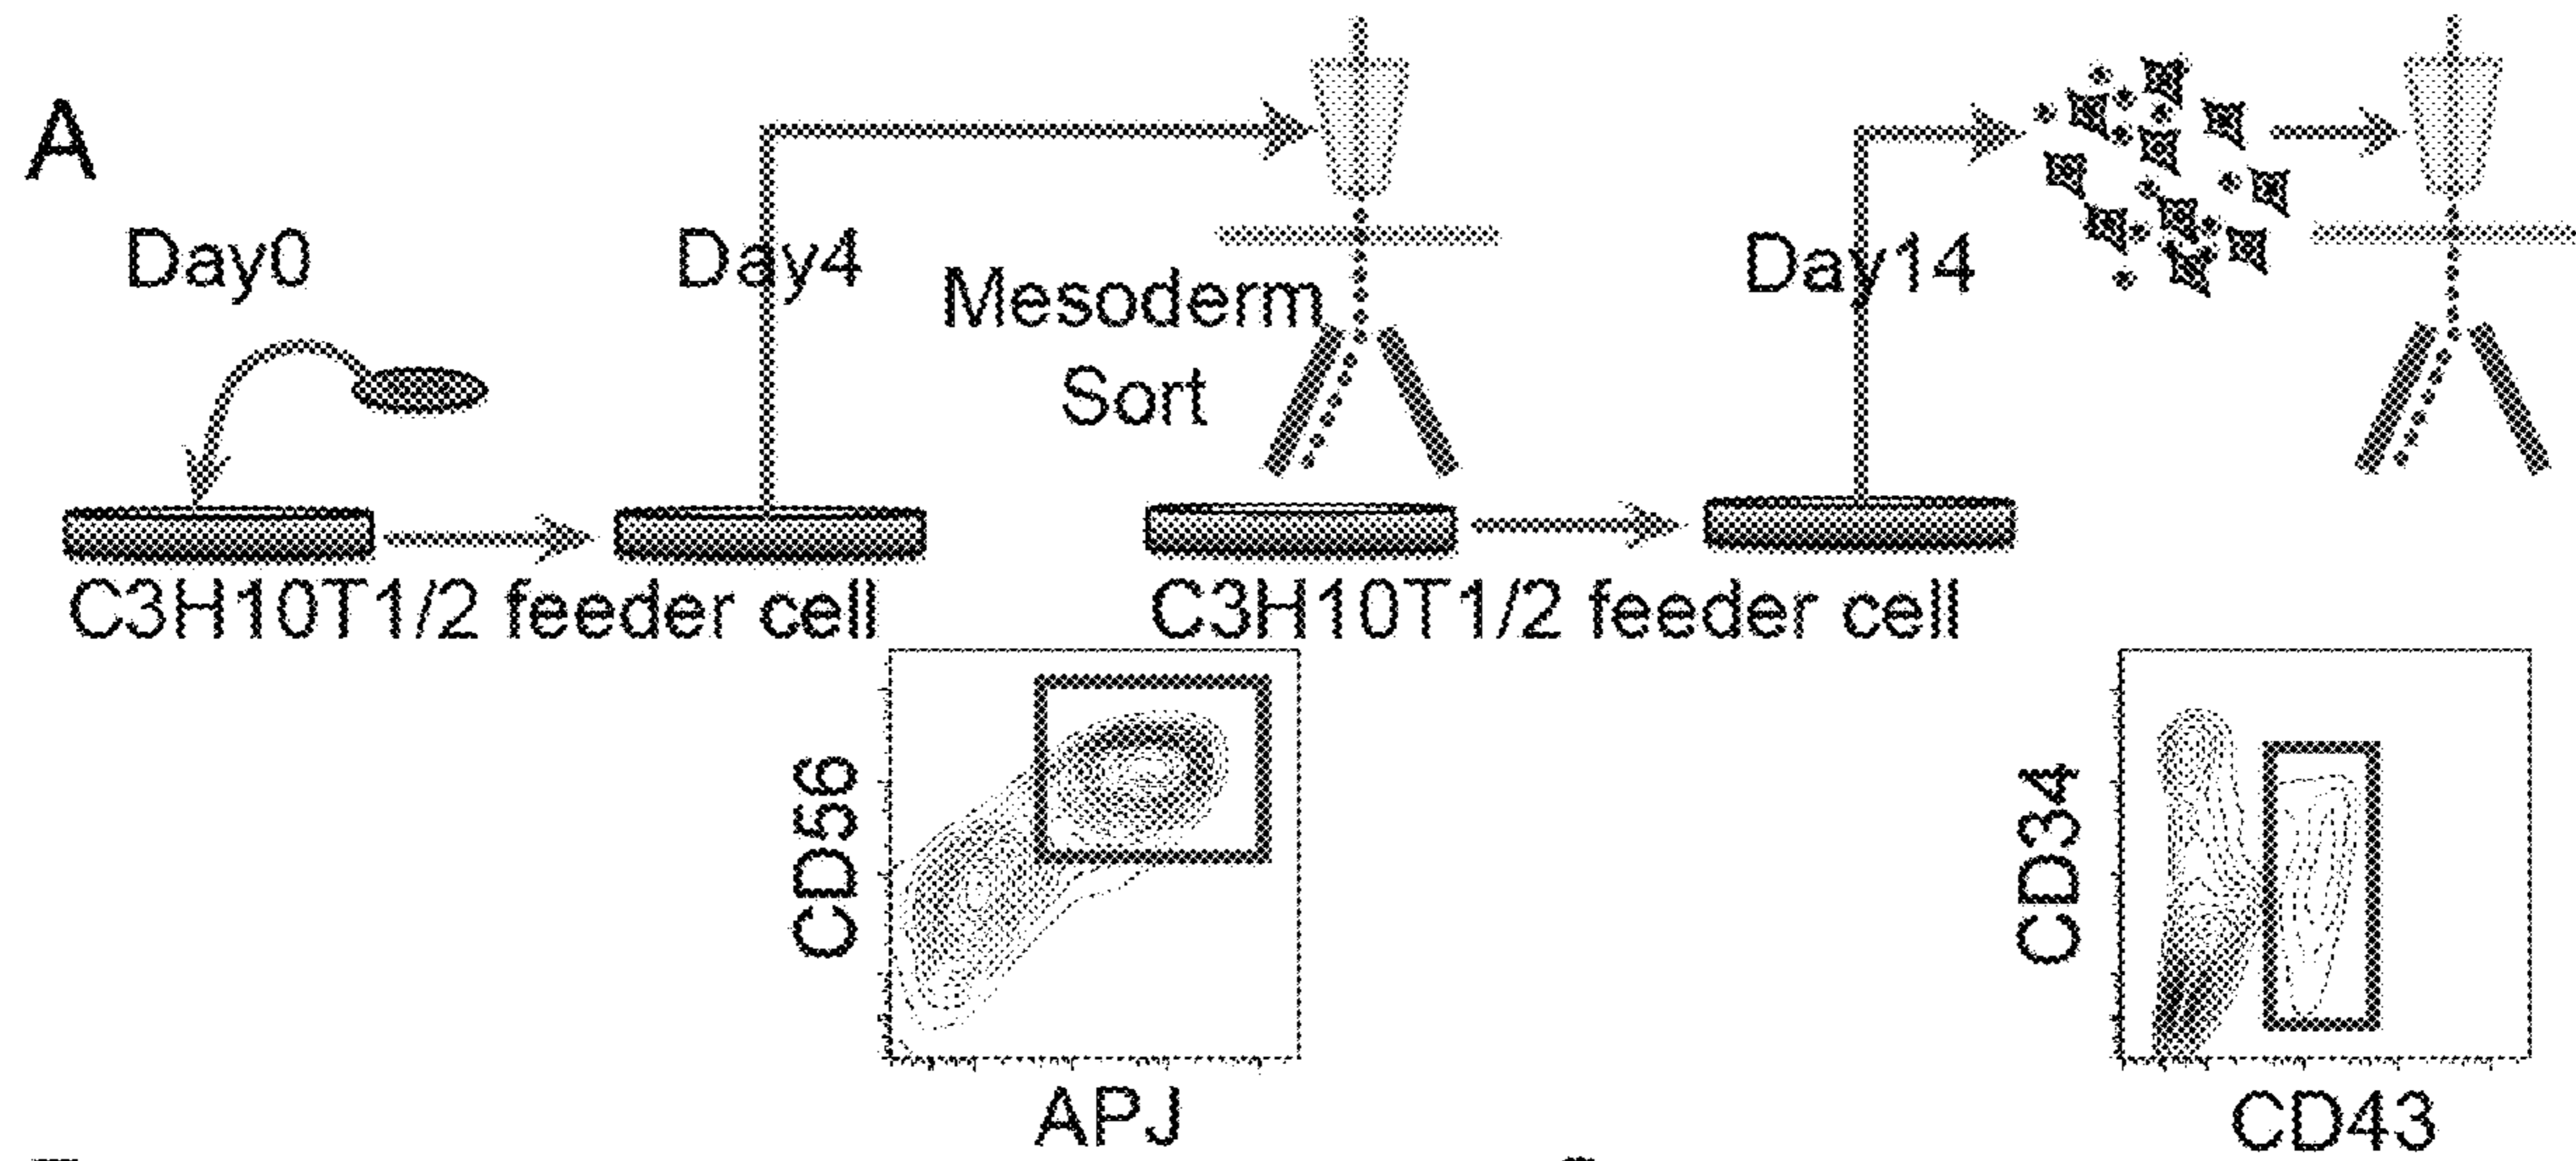 A
Day0
Day4
Mesoderm
Sort
Day14
C3H10T1/2 feeder cell
C3H10T1/2 feeder cell
CD56
APJ
CD34
CD43